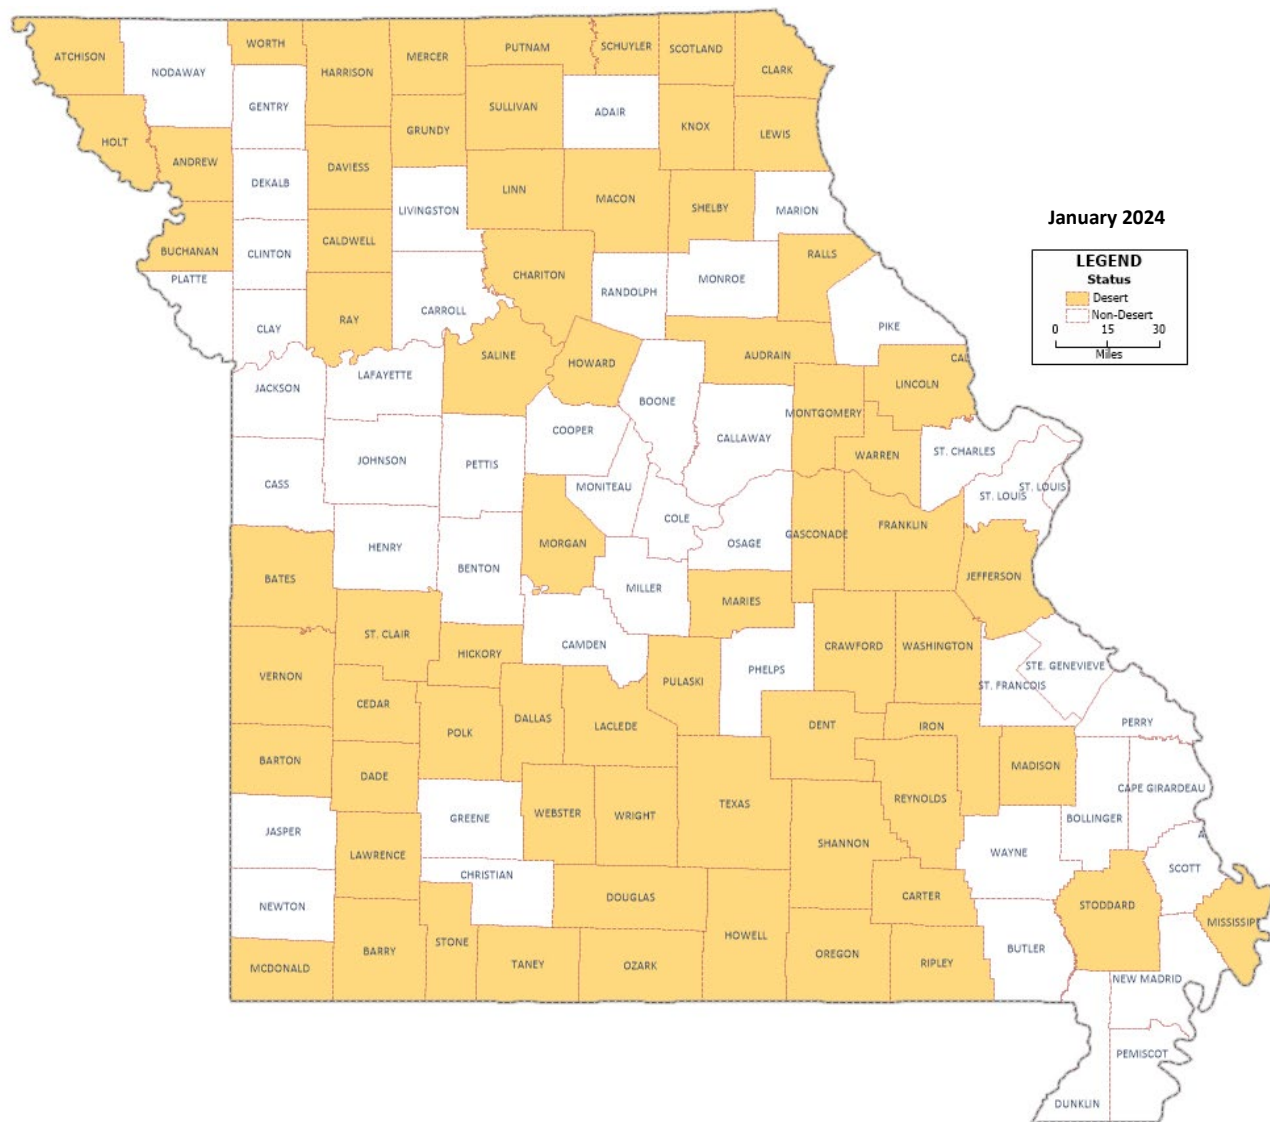 WORTH
ATCHISON
NODAWAY
HARRISON
MERCER
PUTNAM
SCHUYLER
SCOTLAND
CLARK
GENTRY
SULLIVAN
ADAIR
KNOX
LEWIS
HOLT
ANDREW
DEKALB
DAVIESS
GRUNDY
LIVINGSTON
LINN
MACON
SHELBY
MARION
BUCHANAN
CLINTON
CALDWELL
PLATTE
CLAY
RAY
CARROLL
CHARITON
RANDOLPH
MONROE
RALLS
PIKE
January 2024
LEGEND
Status
Desert
Non-Desert
0 15 30
Miles
JACKSON
LAFAYETTE
SALINE
HOWARD
BOONE
AUDRAIN
CAL
LINCOLN
MONTGOMERY
CALLAWAY
COOPER
WARREN
ST. CHARLES
CASS
JOHNSON
PETTIS
MONITEAU
COLE
OSAGE
GASCONADE
FRANKLIN
ST. LOUIS
ST. LOUIS
HENRY
BENTON
MORGAN
MILLER
JEFFERSON
BATES
ST. CLAIR
HICKORY
CAMDEN
MARIES
PHELPS
CRAWFORD
WASHINGTON
STE. GENEVIEVE
ST. FRANCOIS
VERNON
CEDAR
POLK
DALLAS
LACLEDE
PULASKI
DENT
IRON
PERRY
BARTON
DADE
MADISON
JASPER
GREENE
WEBSTER
WRIGHT
TEXAS
REYNOLDS
BOLLINGER
CAPE GIRARDEAU
LAWRENCE
SHANNON
WAYNE
A
SCOTT
NEWTON
CHRISTIAN
DOUGLAS
CARTER
STODDARD
MISSISSIPP
MCDONALD
BARRY
STONE
TANEY
OZARK
HOWELL
OREGON
RIPLEY
BUTLER
NEW MADRID
PEMISCOT
DUNKLIN